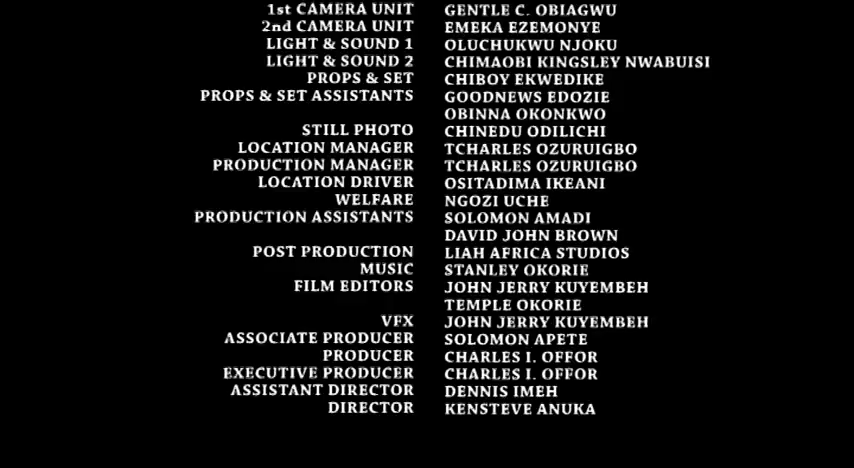 1st CAMERA UNIT GENTLE C. OBIAGWU
2nd CAMERA UNIT EMEKA EZEMONYE
LIGHT & SOUND 1 OLUCHUKWU NJOKU
LIGHT & SOUND 2 CHIMAOBI KINGSLEY NWABUISI
PROPS & SET CHIBOY EKWEDIKE
PROPS & SET ASSISTANTS GOODNEWS EDOZIE
OBINNA OKONKWO
STILL PHOTO CHINEDU ODILICHI
LOCATION MANAGER TCHARLES OZURUIGBO
PRODUCTION MANAGER TCHARLES OZURUIGBO
LOCATION DRIVER OSITADIMA IKEANI
WELFARE NGOZI UCHE
PRODUCTION ASSISTANTS SOLOMON AMADI
DAVID JOHN BROWN
POST PRODUCTION LIAH AFRICA STUDIOS
MUSIC STANLEY OKORIE
FILM EDITORS JOHN JERRY KUYEMBEH
TEMPLE OKORIE
VFX JOHN JERRY KUYEMBEH
ASSOCIATE PRODUCER SOLOMON APETE
PRODUCER CHARLES I. OFFOR
EXECUTIVE PRODUCER CHARLES I. OFFOR
ASSISTANT DIRECTOR DENNIS IMEH
DIRECTOR KENSTEVE ANUKA